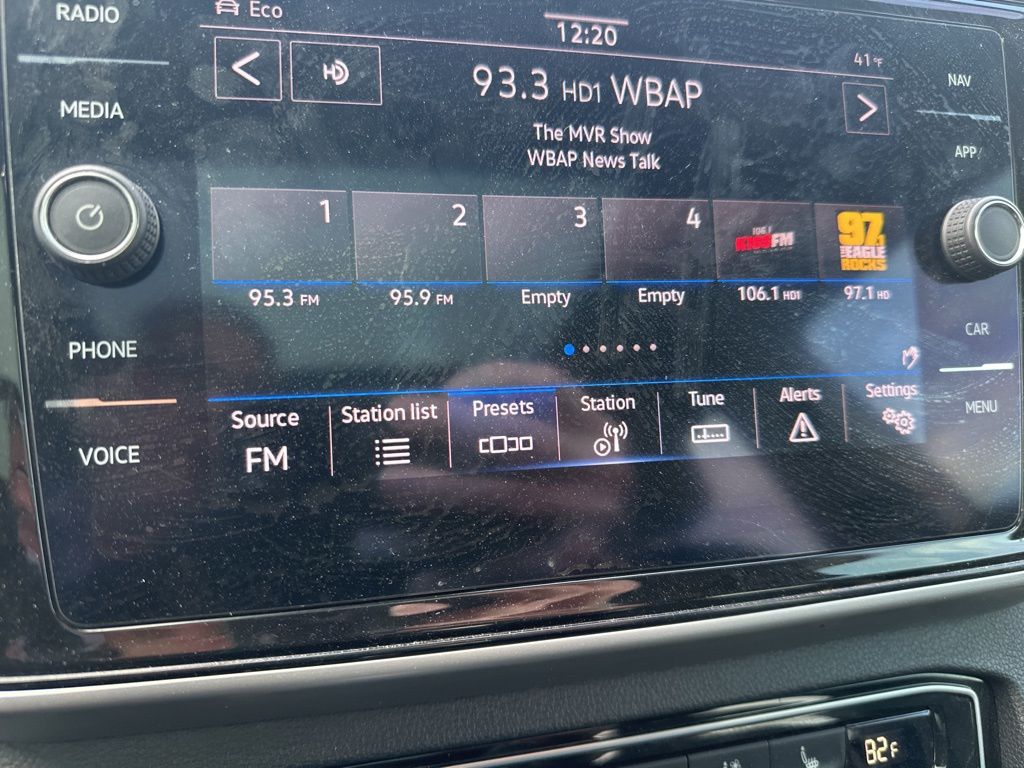 RADIO
Eco
12:20
41 °F
NAV
MEDIA
HD
93.3 HD1 WBAP
APP
The MVR Show
WBAP News Talk
1
2
3
4
106.1
KISS FM
97.1
THE EAGLE
ROCKS
95.3 FM
95.9 FM
Empty
Empty
106.1 HD1
97.1 HD
PHONE
CAR
MENU
VOICE
Source
FM
Station list
Presets
Station
Tune
Alerts
Settings
82°F